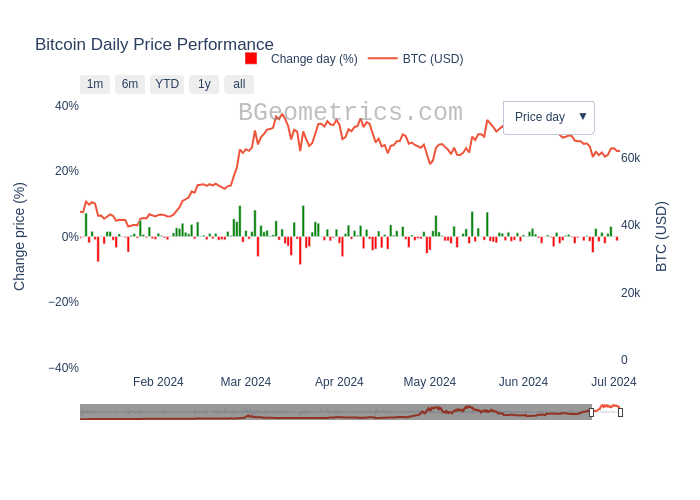 Bitcoin Daily Price Performance
Change day (%)
BTC (USD)
1m
6m
YTD
1y
all
BGeometrics.com
Price day
▼
40%
20%
0%
−20%
−40%
Change price (%)
60k
40k
20k
0
BTC (USD)
Feb 2024
Mar 2024
Apr 2024
May 2024
Jun 2024
Jul 2024